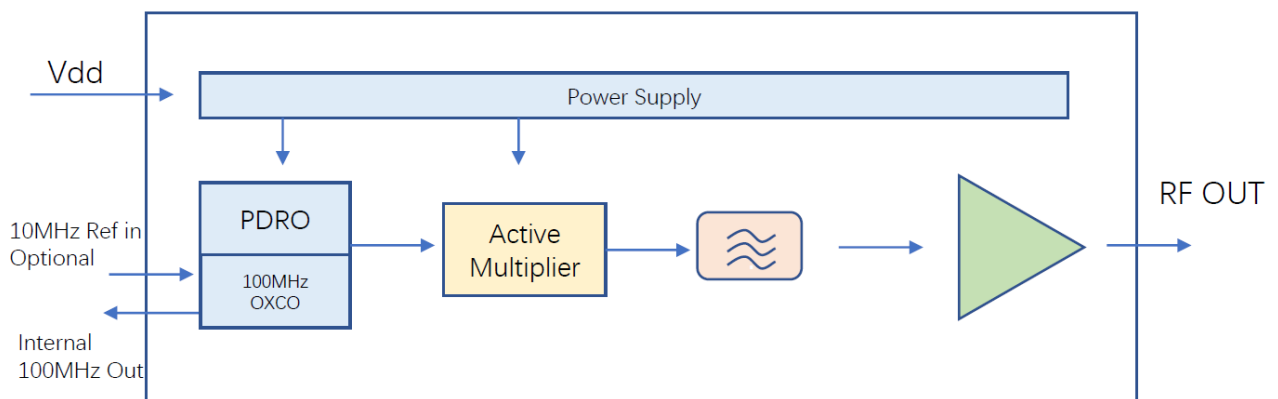 Vdd
Power Supply
PDRO
10MHz Ref in
Optional
100MHz
OXCO
Internal
100MHz Out
Active
Multiplier
RF OUT